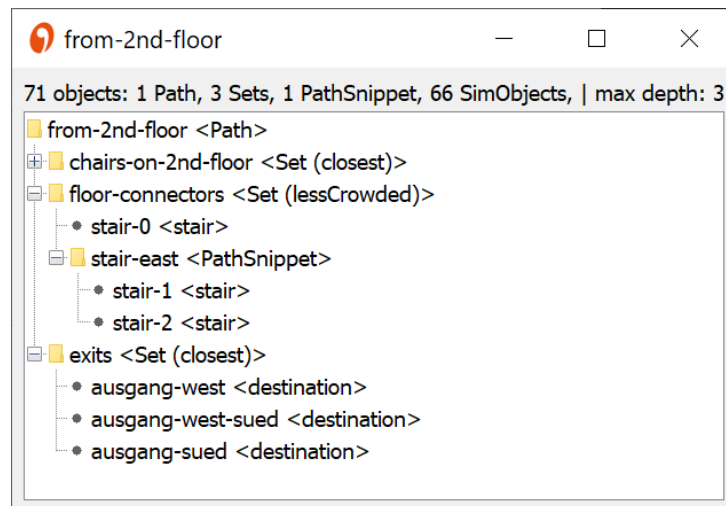 from-2nd-floor
71 objects: 1 Path, 3 Sets, 1 PathSnippet, 66 SimObjects, | max depth: 3
from-2nd-floor <Path>
chairs-on-2nd-floor <Set (closest)>
floor-connectors <Set (lessCrowded)>
stair-0 <stair>
stair-east <PathSnippet>
stair-1 <stair>
stair-2 <stair>
exits <Set (closest)>
ausgang-west <destination>
ausgang-west-sued <destination>
ausgang-sued <destination>